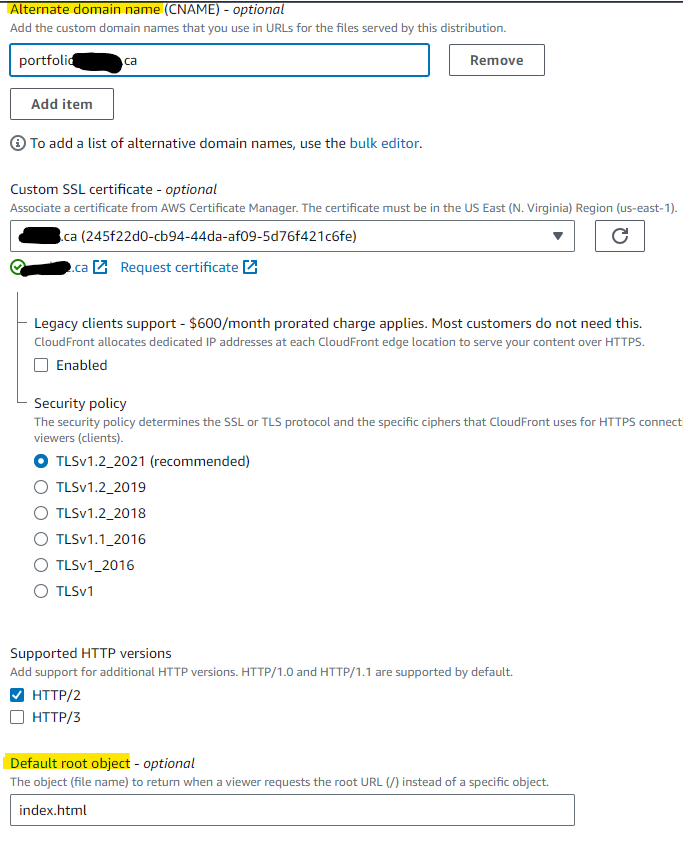 Alternate domain name (CNAME) - optional
Add the custom domain names that you use in URLs for the files served by this distribution.
portfolio .ca
Remove
Add item
To add a list of alternative domain names, use the bulk editor.
Custom SSL certificate - optional
Associate a certificate from AWS Certificate Manager. The certificate must be in the US East (N. Virginia) Region (us-east-1).
.ca (245f22d0-cb94-44da-af09-5d76f421c6fe)
.ca Request certificate
Legacy clients support - $600/month prorated charge applies. Most customers do not need this.
CloudFront allocates dedicated IP addresses at each CloudFront edge location to serve your content over HTTPS.
Enabled
Security policy
The security policy determines the SSL or TLS protocol and the specific ciphers that CloudFront uses for HTTPS connecti
viewers (clients).
TLSv1.2_2021 (recommended)
TLSv1.2_2019
TLSv1.2_2018
TLSv1.1_2016
TLSv1_2016
TLSv1
Supported HTTP versions
Add support for additional HTTP versions. HTTP/1.0 and HTTP/1.1 are supported by default.
HTTP/2
HTTP/3
Default root object - optional
The object (file name) to return when a viewer requests the root URL (/) instead of a specific object.
index.html